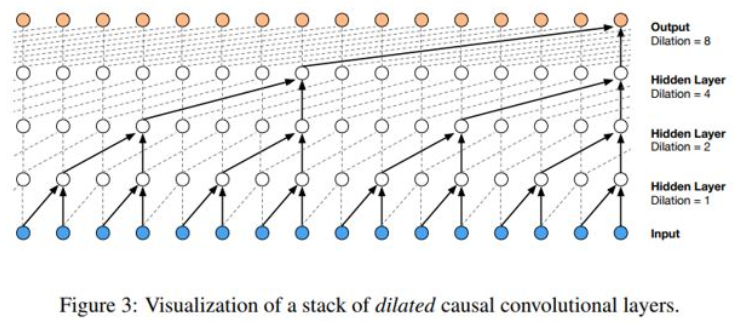 Output
Dilation = 8
Hidden Layer
Dilation = 4
Hidden Layer
Dilation = 2
Hidden Layer
Dilation = 1
Input
Figure 3: Visualization of a stack of dilated causal convolutional layers.